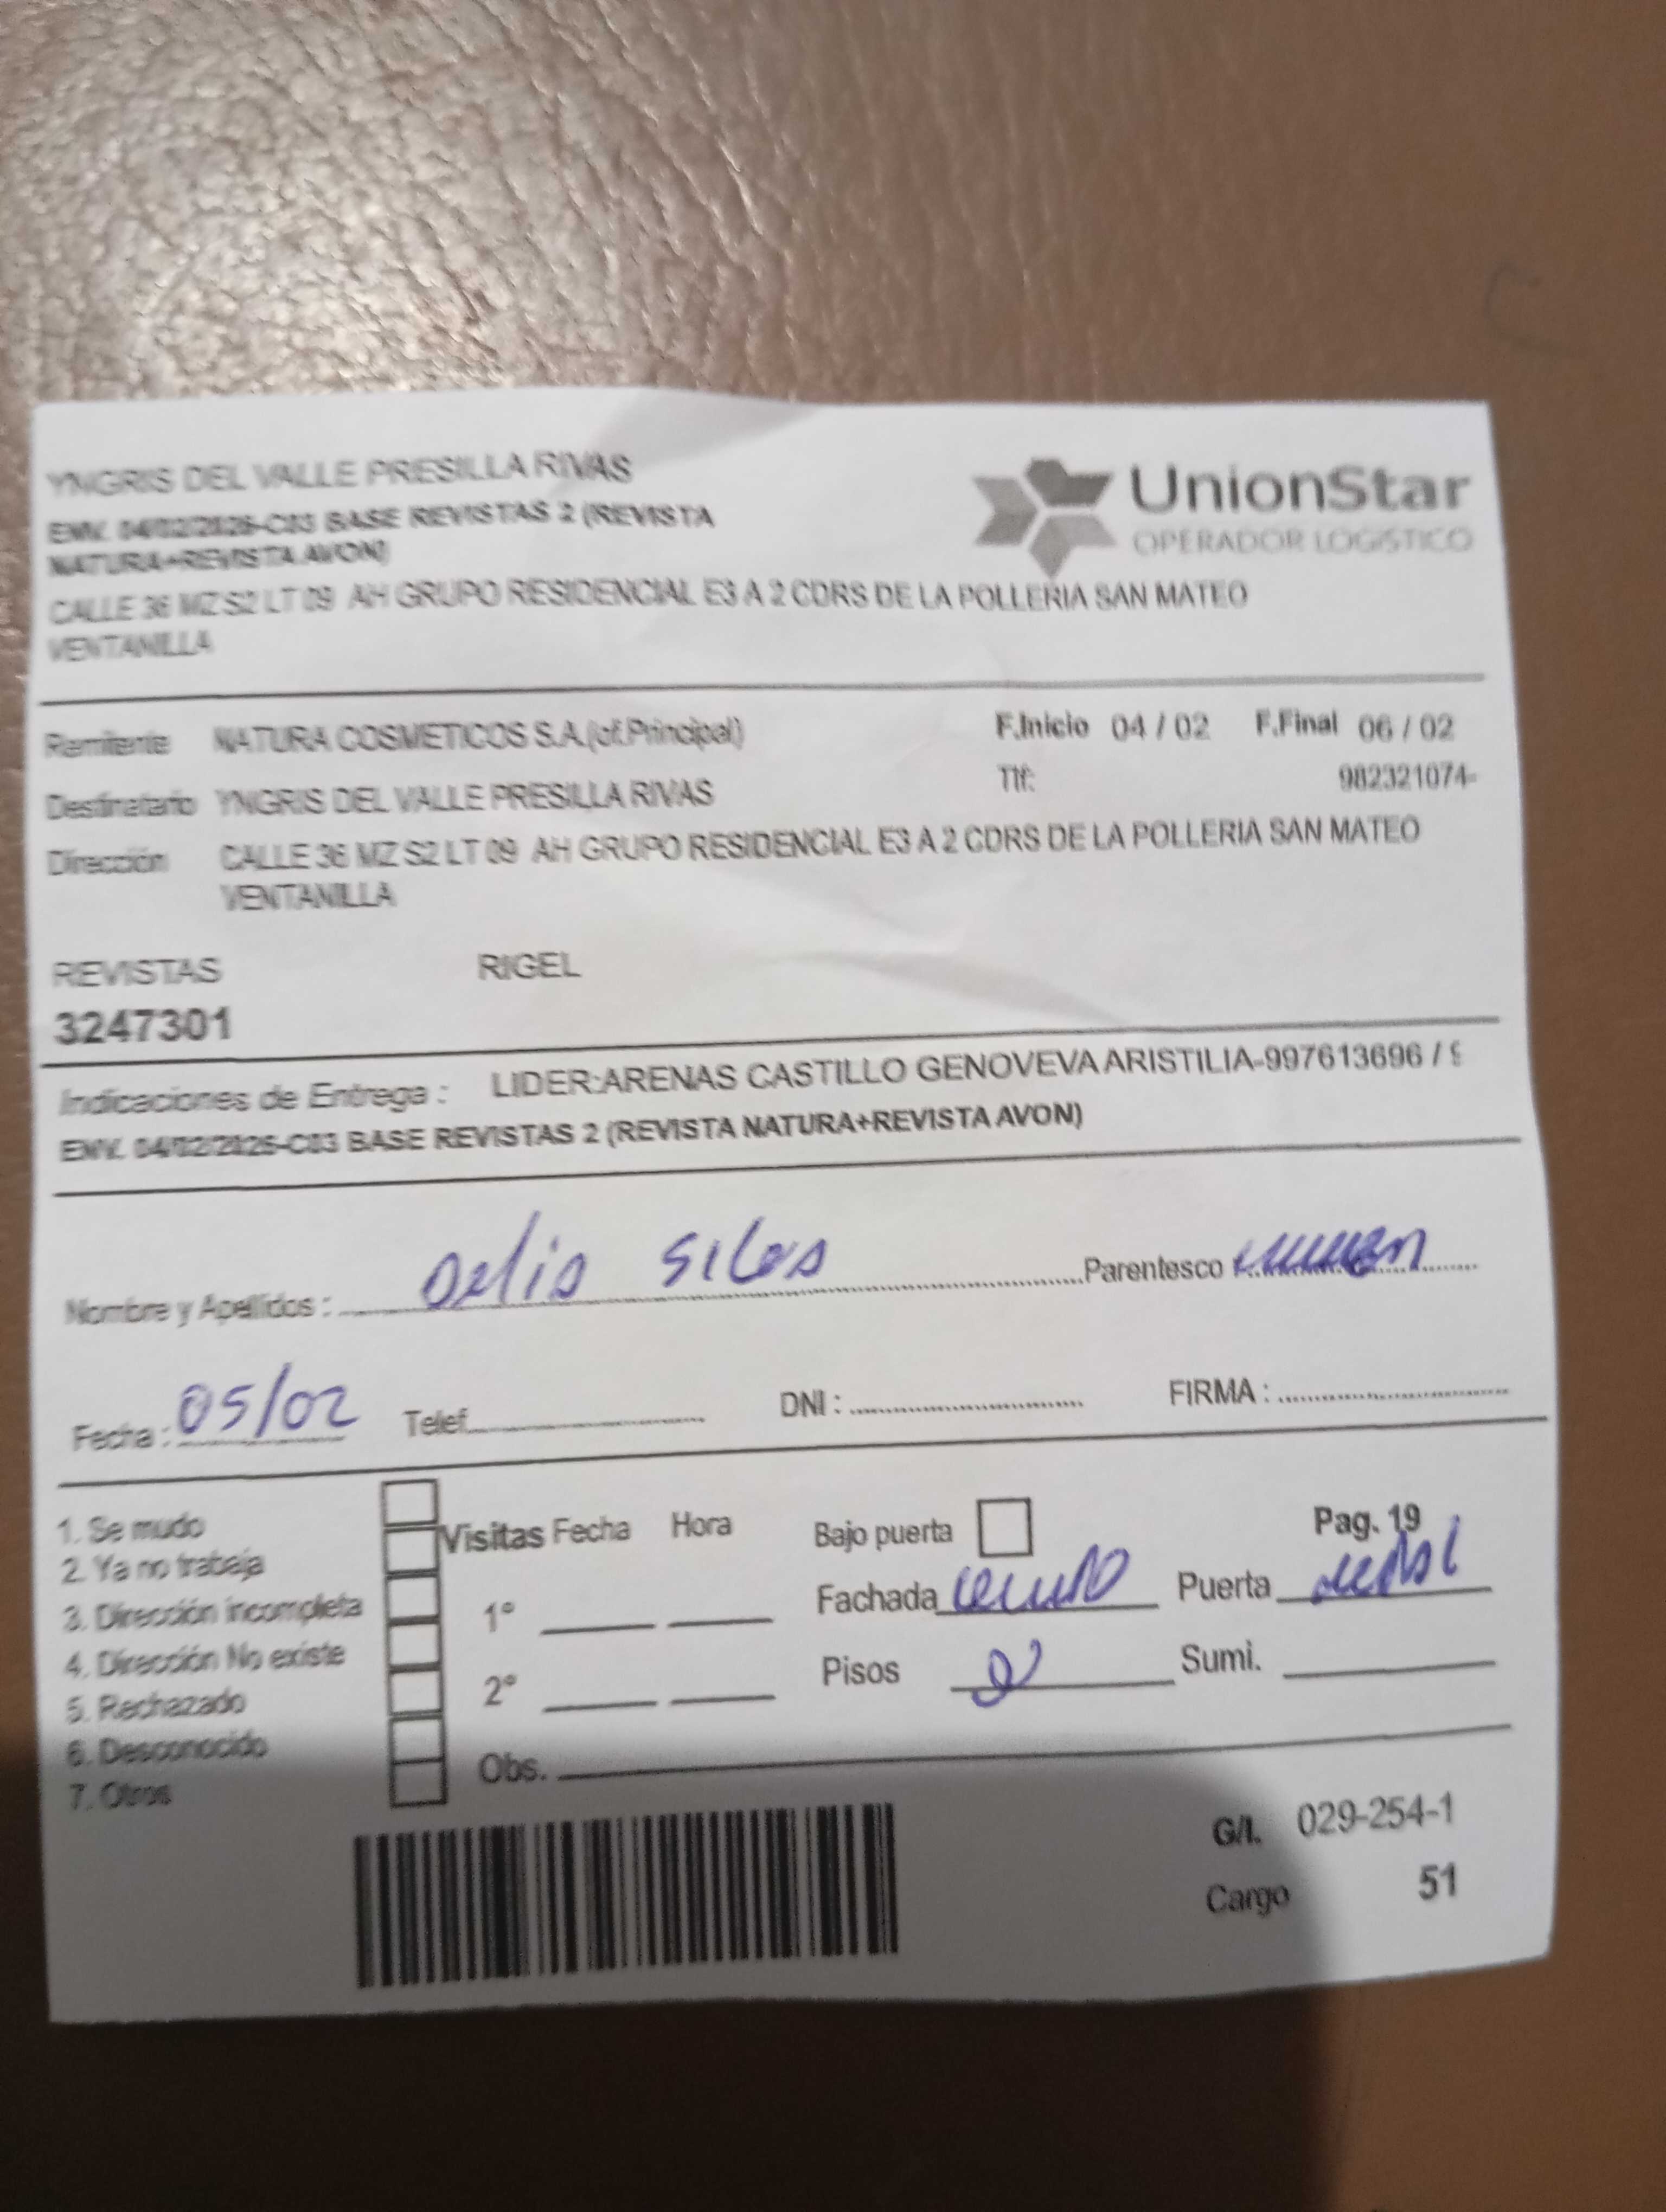 YNGRIS DEL VALLE PRESILLA RIVAS
ENV. 04/02/2026-C03 BASE REVISTAS 2 (REVISTA
NATURA+REVISTA AVON)
UnionStar
OPERADOR LOGISTICO
CALLE 36 MZ S2 LT 09 AH GRUPO RESIDENCIAL E3 A 2 CDRS DE LA POLLERIA SAN MATEO
VENTANILLA
Remitente NATURA COSMETICOS S.A.(of.Principal) F.Inicio 04 / 02 F.Final 06 / 02
Destinatario YNGRIS DEL VALLE PRESILLA RIVAS Tlf: 982321074-
Dirección CALLE 36 MZ S2 LT 09 AH GRUPO RESIDENCIAL E3 A 2 CDRS DE LA POLLERIA SAN MATEO
VENTANILLA
REVISTAS RIGEL
3247301
Indicaciones de Entrega : LIDER:ARENAS CASTILLO GENOVEVA ARISTILIA-997613696 /
ENV. 04/02/2026-C03 BASE REVISTAS 2 (REVISTA NATURA+REVISTA AVON)
Nombre y Apellidos : Parentesco
Fecha : 05/02 Telef. DNI : FIRMA :
1. Se mudo
2. Ya no trabaja
3. Dirección incompleta
4. Dirección No existe
5. Rechazado
6. Desconocido
7. Otros
Visitas Fecha Hora
1°
2°
Obs.
Bajo puerta Pag. 19
Fachada Puerta
Pisos Sumi.
G/I. 029-254-1
Cargo 51